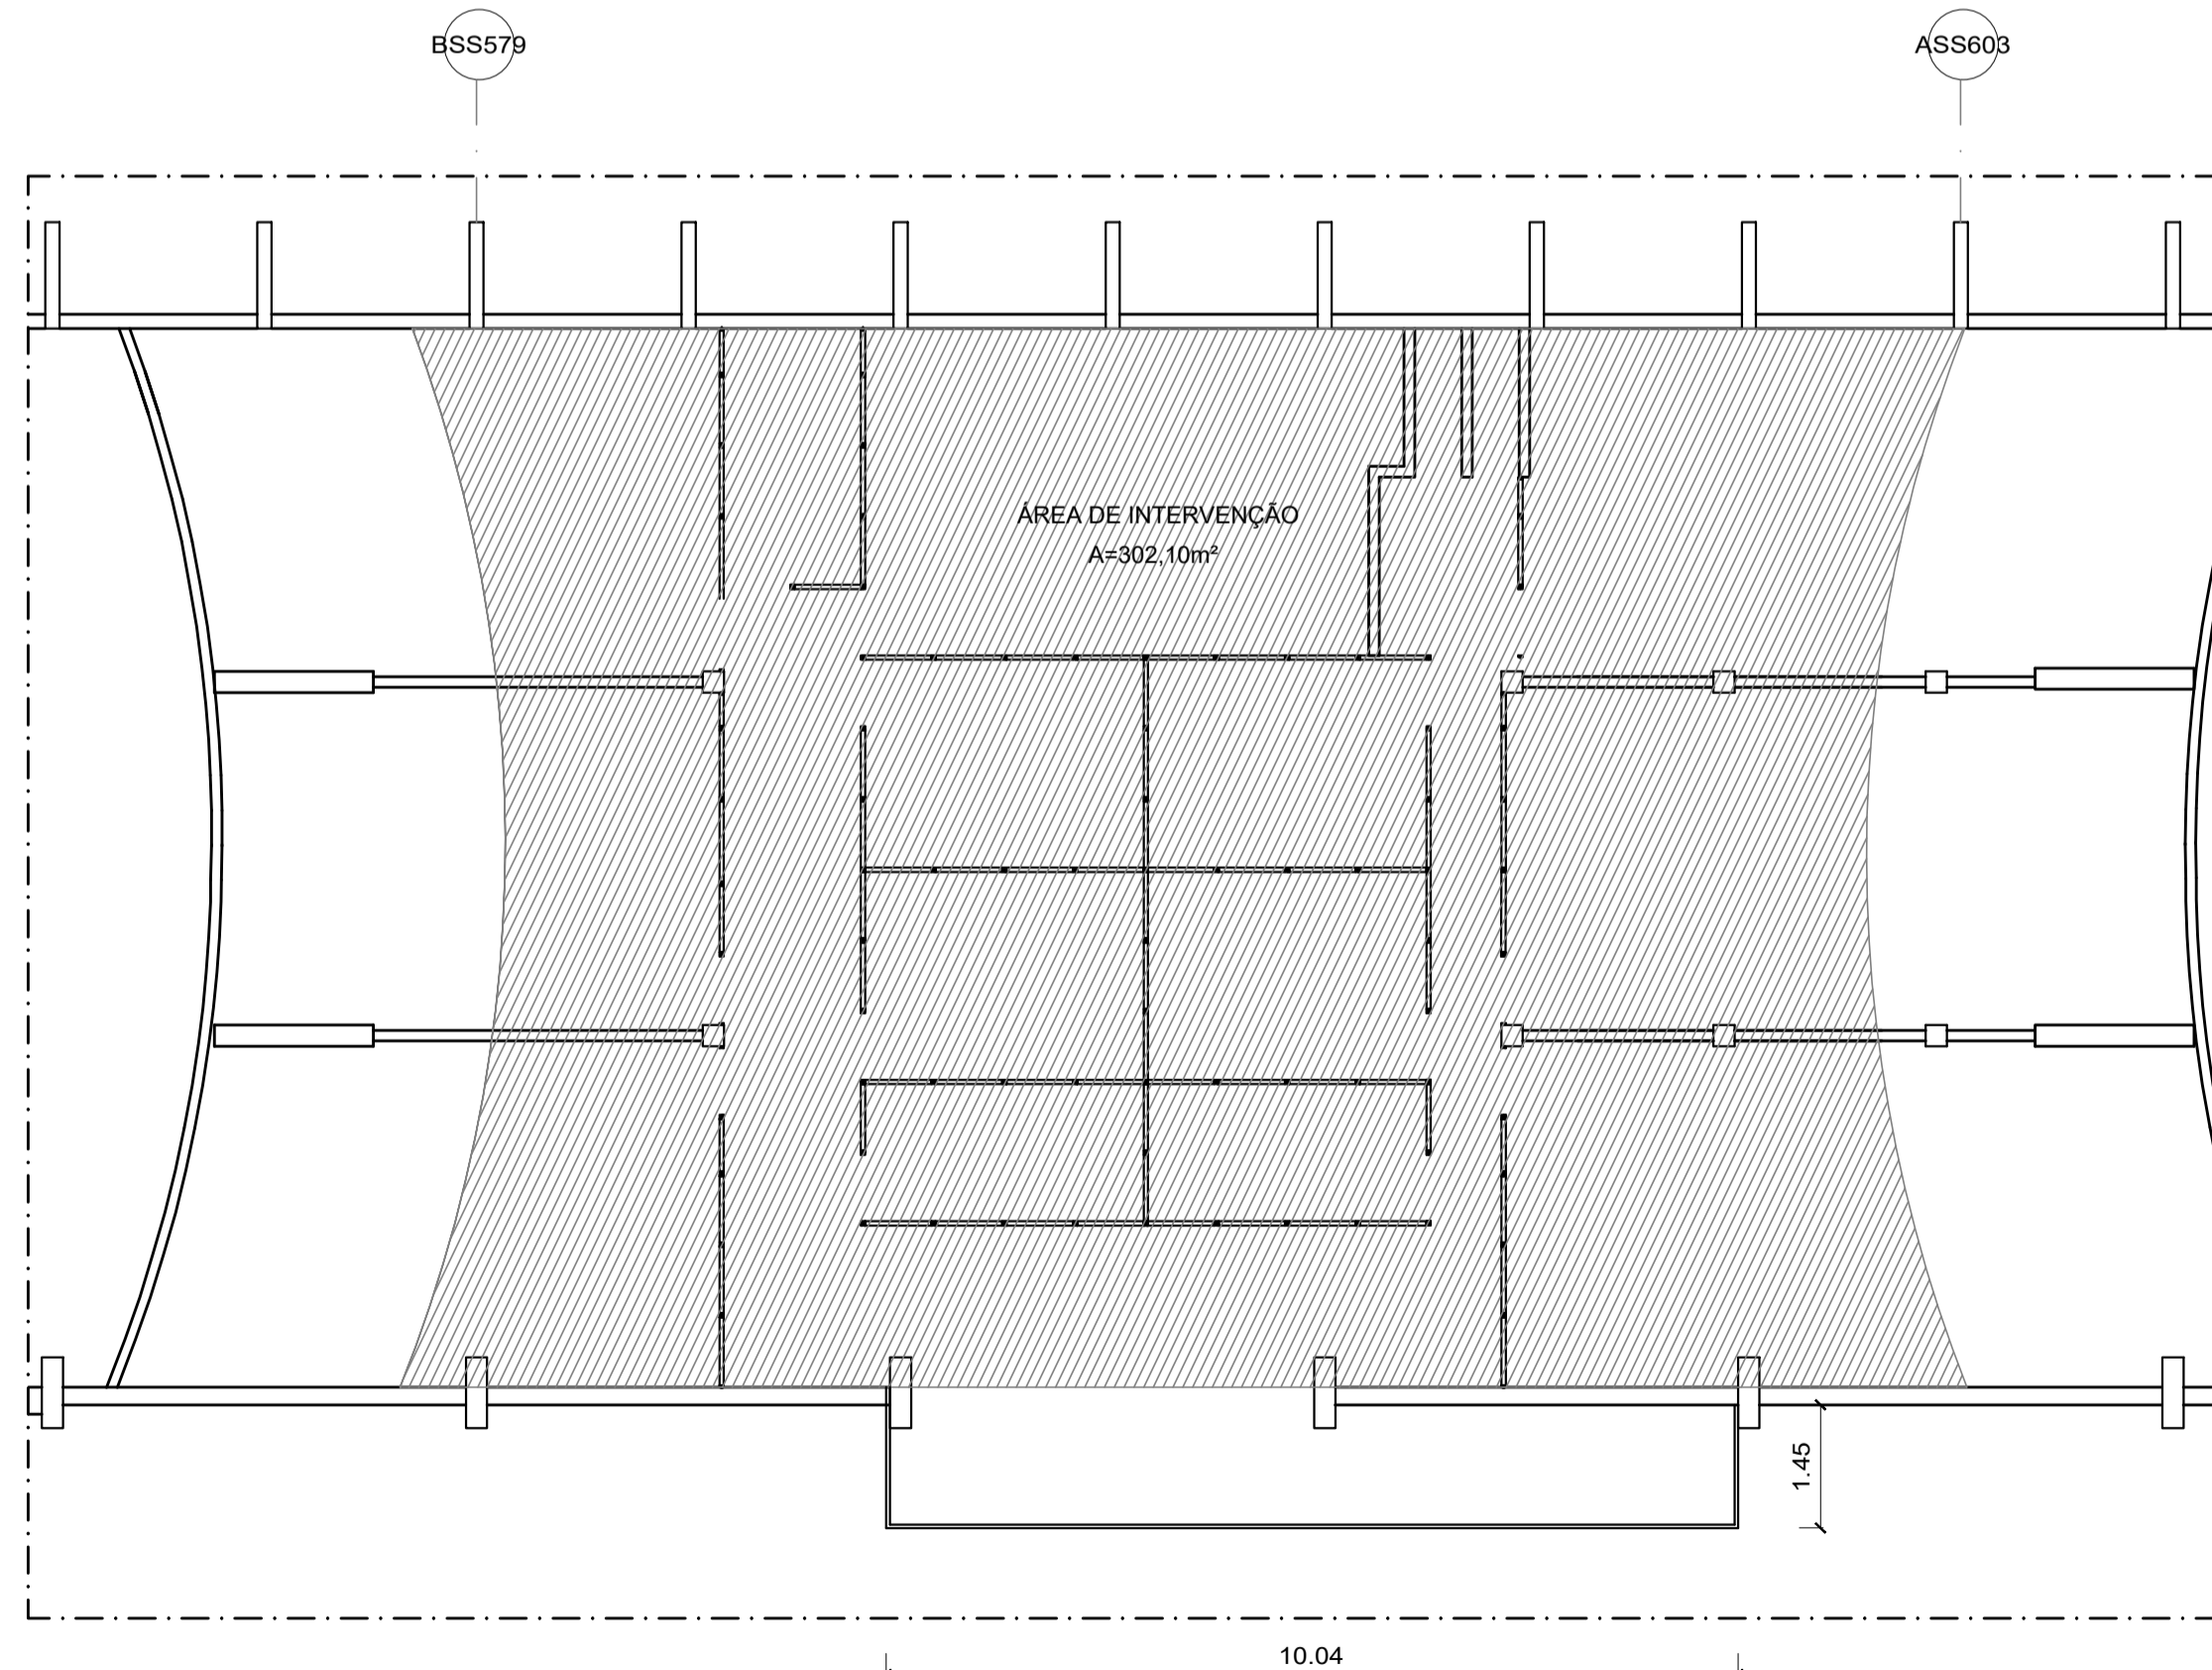 BSS579
ASS603
ÁREA DE INTERVENÇÃO
A=302,10m²
1.45
10.04